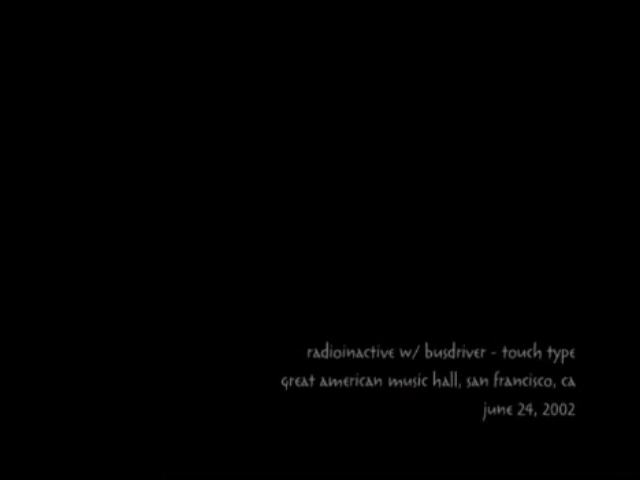 radioinactive w/ busdriver - touch type
great american music hall, san francisco, ca
june 24, 2002